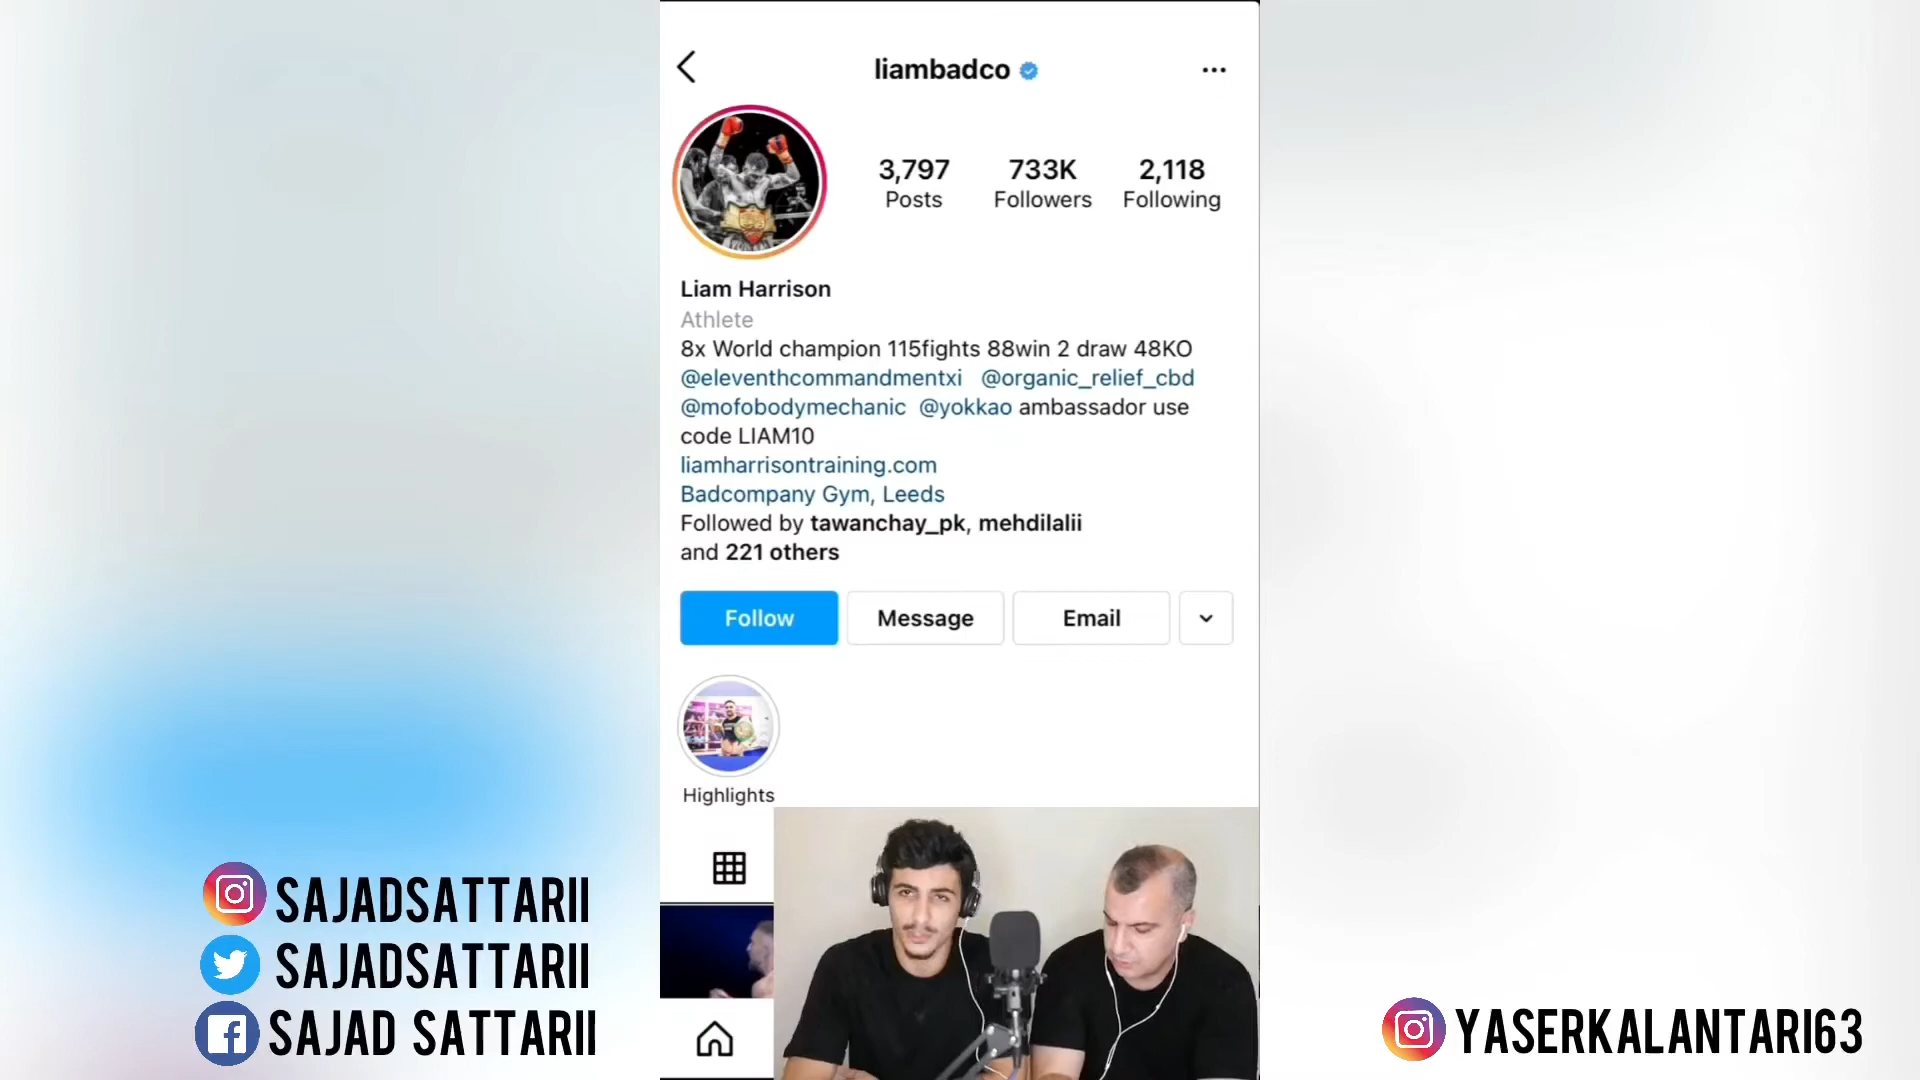 liambadco
3,797 733K 2,118
Posts Followers Following
Liam Harrison
Athlete
8x World champion 115fights 88win 2 draw 48KO
@eleventhcommandmentxi @organic_relief_cbd
@mofobodymechanic @yokkao ambassador use
code LIAM10
liamharrisontraining.com
Badcompany Gym, Leeds
Followed by tawanchay_pk, mehdilalii
and 221 others
Follow Message Email
Highlights
SAJADSATTARII
SAJADSATTARII
SAJAD SATTARII
YASERKALANTARI63